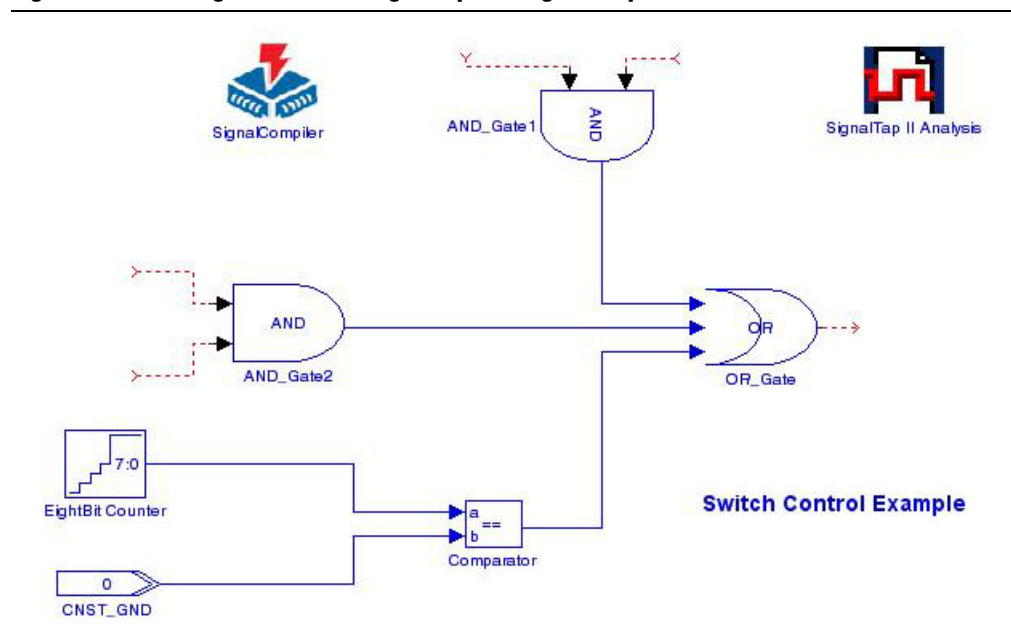 SignalCompiler
AND_Gate1
AND
SignalTap II Analysis
AND
AND_Gate2
OR
OR_Gate
7:0
EightBit Counter
a
==
b
Comparator
Switch Control Example
0
CNST_GND